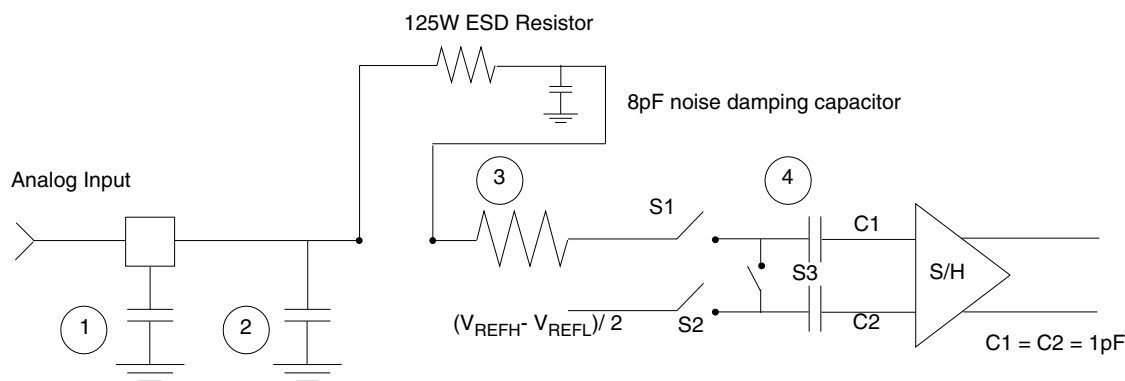 125W ESD Resistor
8pF noise damping capacitor
Analog Input
3
4
S1
C1
S3
S/H
1
2
(VREFH- VREFL)/ 2
S2
C2
C1 = C2 = 1pF